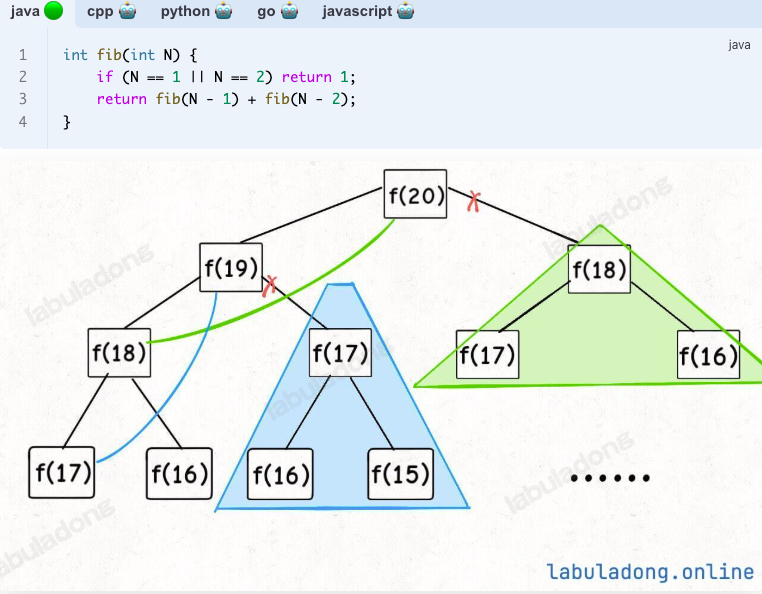 java cpp python go javascript
java
1 int fib(int N) {
2 if (N == 1 || N == 2) return 1;
3 return fib(N - 1) + fib(N - 2);
4 }
labuladong
f(20)
labuladong
f(19)
f(18)
f(18)
f(17)
f(17)
f(16)
labuladong
f(17)
f(16)
f(16)
f(15)
labuladong
......
labuladong
labuladong.online